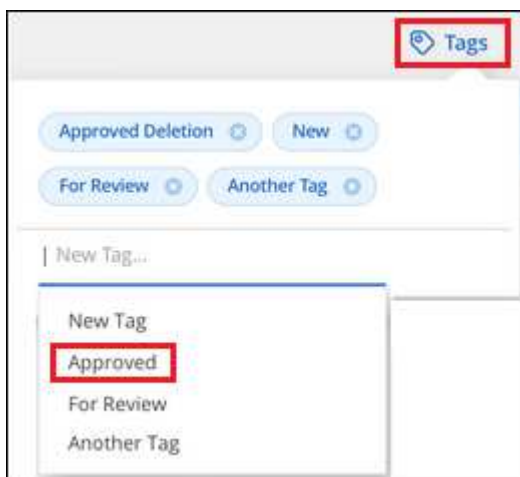 Tags
Approved Deletion New
For Review Another Tag
New Tag...
New Tag
Approved
For Review
Another Tag